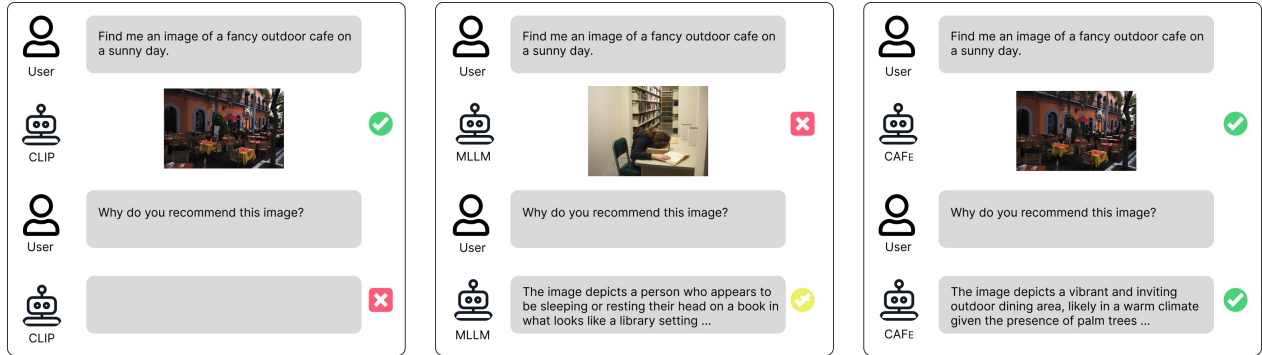 Find me an image of a fancy outdoor cafe on
a sunny day.
User
CLIP
Why do you recommend this image?
User
CLIP
Find me an image of a fancy outdoor cafe on
a sunny day.
User
MLLM
Why do you recommend this image?
User
The image depicts a person who appears to
be sleeping or resting their head on a book in
what looks like a library setting ...
MLLM
Find me an image of a fancy outdoor cafe on
a sunny day.
User
CAFE
Why do you recommend this image?
User
The image depicts a vibrant and inviting
outdoor dining area, likely in a warm climate
given the presence of palm trees ...
CAFE